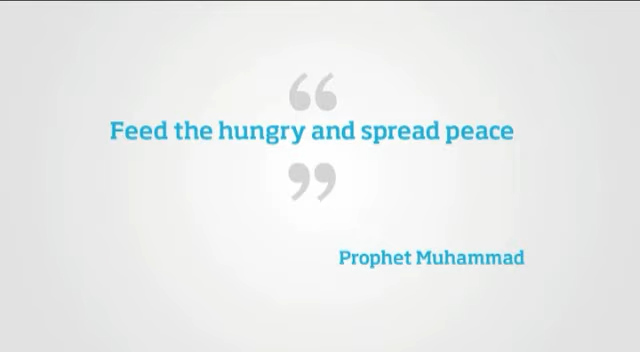 “
Feed the hungry and spread peace
”
Prophet Muhammad